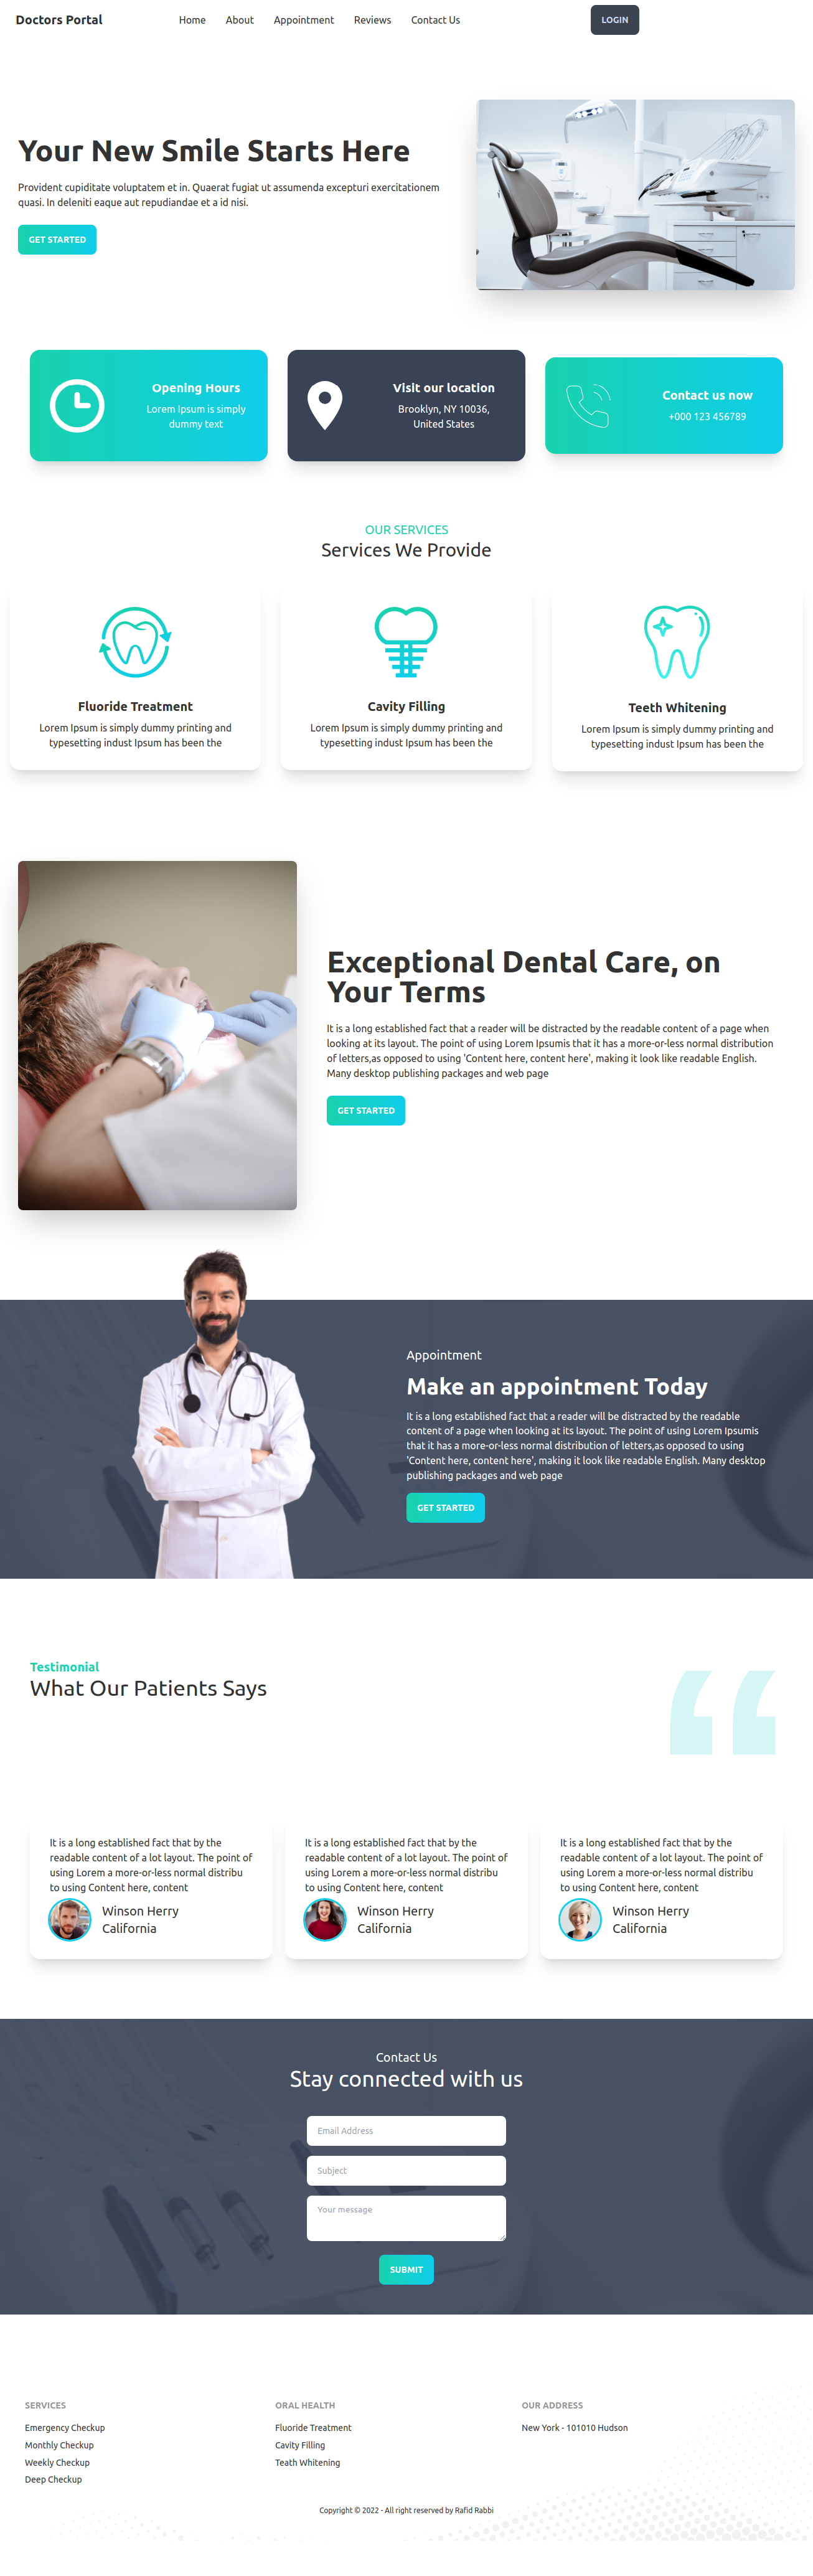 Doctors Portal
Home About Appointment Reviews Contact Us
LOGIN
Your New Smile Starts Here
Provident cupiditate voluptatem et in. Quaerat fugiat ut assumenda excepturi exercitationem
quasi. In deleniti eaque aut repudiandae et a id nisi.
GET STARTED
Opening Hours
Lorem Ipsum is simply
dummy text
Visit our location
Brooklyn, NY 10036,
United States
Contact us now
+000 123 456789
OUR SERVICES
Services We Provide
Fluoride Treatment
Lorem Ipsum is simply dummy printing and
typesetting indust Ipsum has been the
Cavity Filling
Lorem Ipsum is simply dummy printing and
typesetting indust Ipsum has been the
Teeth Whitening
Lorem Ipsum is simply dummy printing and
typesetting indust Ipsum has been the
Exceptional Dental Care, on
Your Terms
It is a long established fact that a reader will be distracted by the readable content of a page when
looking at its layout. The point of using Lorem Ipsumis that it has a more-or-less normal distribution
of letters,as opposed to using 'Content here, content here', making it look like readable English.
Many desktop publishing packages and web page
GET STARTED
Appointment
Make an appointment Today
It is a long established fact that a reader will be distracted by the readable
content of a page when looking at its layout. The point of using Lorem Ipsumis
that it has a more-or-less normal distribution of letters,as opposed to using
'Content here, content here', making it look like readable English. Many desktop
publishing packages and web page
GET STARTED
Testimonial
What Our Patients Says
It is a long established fact that by the
readable content of a lot layout. The point of
using Lorem a more-or-less normal distribu
to using Content here, content
Winson Herry
California
It is a long established fact that by the
readable content of a lot layout. The point of
using Lorem a more-or-less normal distribu
to using Content here, content
Winson Herry
California
It is a long established fact that by the
readable content of a lot layout. The point of
using Lorem a more-or-less normal distribu
to using Content here, content
Winson Herry
California
Contact Us
Stay connected with us
Email Address
Subject
Your message
SUBMIT
SERVICES
Emergency Checkup
Monthly Checkup
Weekly Checkup
Deep Checkup
ORAL HEALTH
Fluoride Treatment
Cavity Filling
Teath Whitening
OUR ADDRESS
New York - 101010 Hudson
Copyright © 2022 - All right reserved by Rafid Rabbi